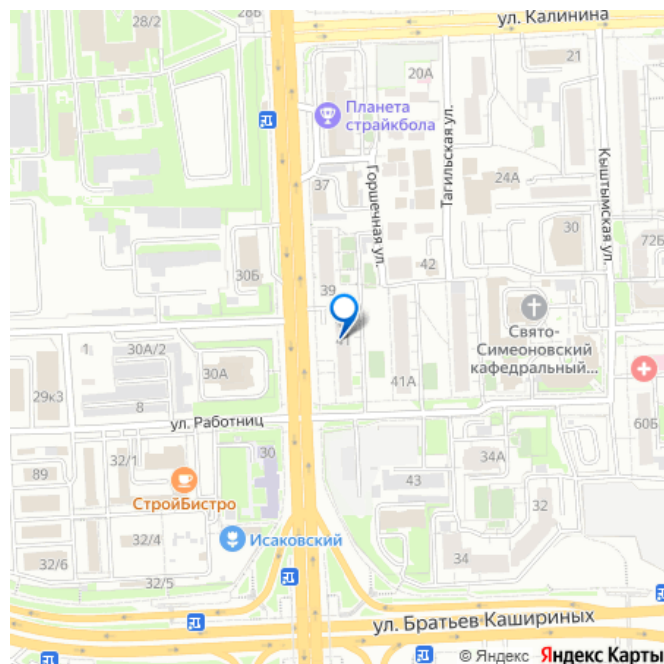 28Б
28/2
ул. Калинина
21
20А
Планета
страйкбола
Тагильская ул.
Кыштымская ул.
Горшечная ул.
24А
37
30
72Б
42
30Б
39
Свято-
Симеоновский
кафедральный...
41
1
30А/2
30А
41А
29к3
8
ул. Работниц
60Б
30
32/1
34А
89
СтройБистро
43
32
32/4
Исаковский
34
32/6
32/5
ул. Братьев Кашириных
© Яндекс Яндекс Карты